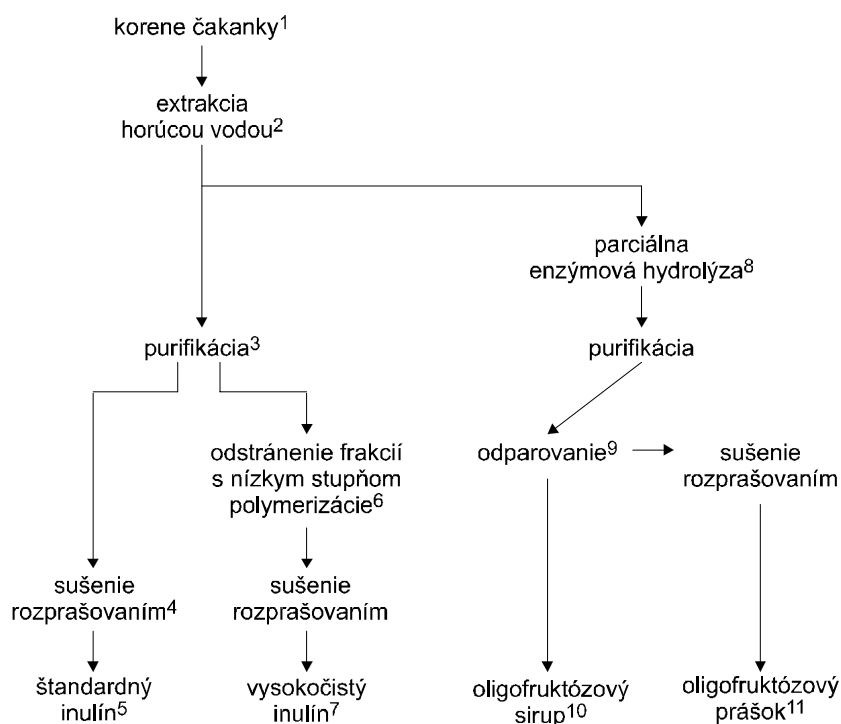 korene čakanky1
extrakcia
horúcou vodou2
parciálna
enzýmová hydrolýza8
purifikácia3
purifikácia
odstránenie frakcií
s nízkym stupňom
polymerizácie6
odparovanie9
sušenie
rozprašovaním
sušenie
rozprašovaním4
sušenie
rozprašovaním
štandardný
inulín5
vysokočistý
inulín7
oligofruktózový
sirup10
oligofruktózový
prášok11